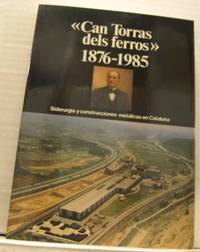 «Can Torras
dels ferros»
1876-1985
Siderurgia y construcciones metálicas en Cataluña